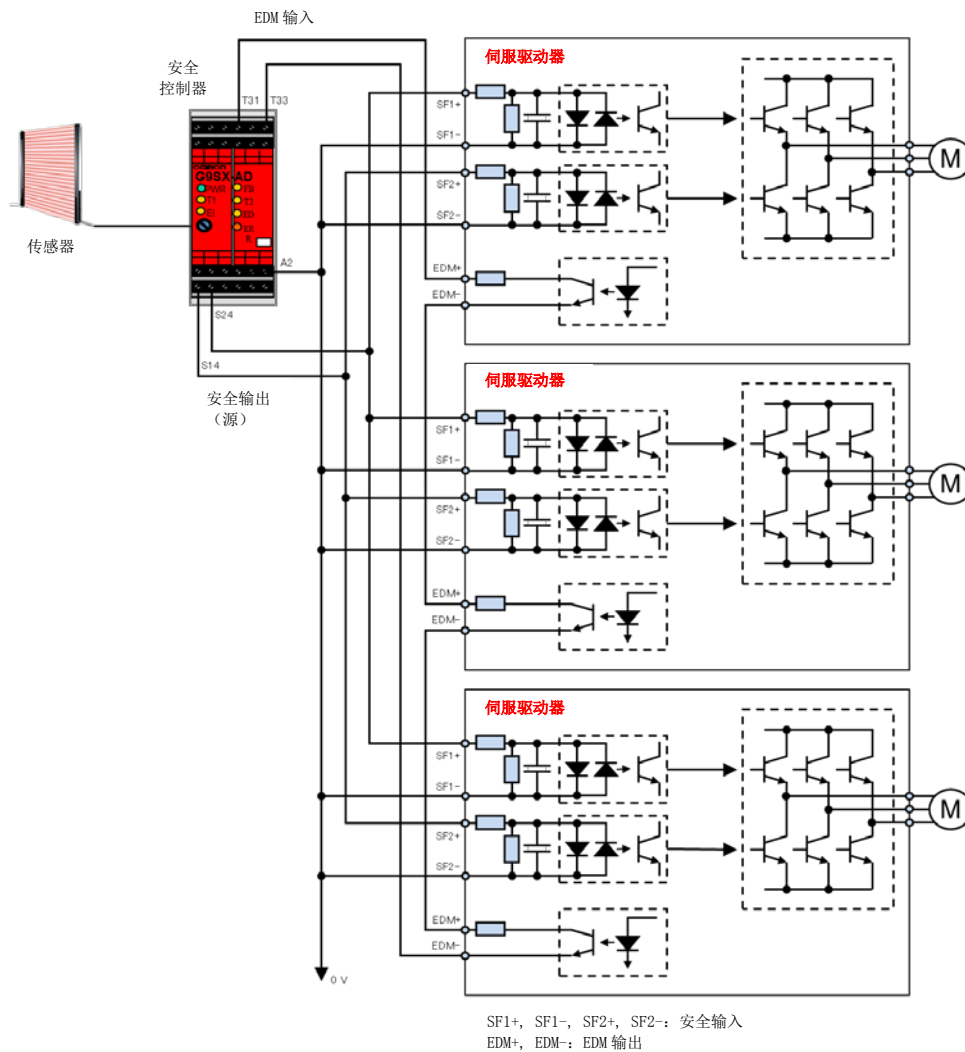 EDM 输入
安全
控制器
T31 T33
omron
G9SX-AD
PWR FB
T1 T2
EI ED
ER
R
传感器
A2
S24
S14
安全输出
（源）
伺服驱动器
SF1+
SF1-
SF2+
SF2-
EDM+
EDM-
M
伺服驱动器
SF1+
SF1-
SF2+
SF2-
EDM+
EDM-
M
伺服驱动器
SF1+
SF1-
SF2+
SF2-
EDM+
EDM-
M
0 V
SF1+, SF1-, SF2+, SF2-: 安全输入
EDM+, EDM-: EDM 输出